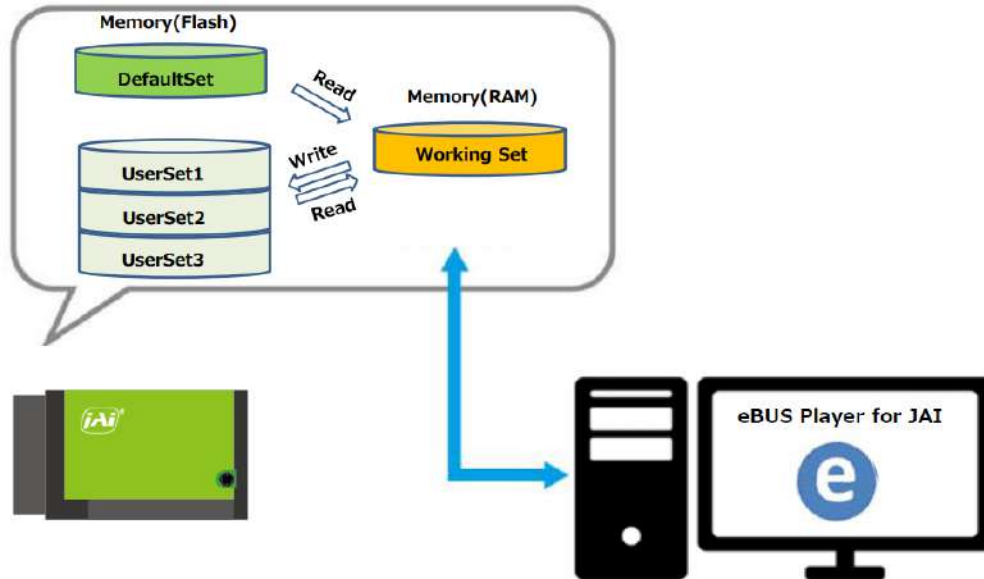 Memory(Flash)
DefaultSet
Read
Memory(RAM)
Working Set
Write
Read
UserSet1
UserSet2
UserSet3
JAi®
eBUS Player for JAI
e